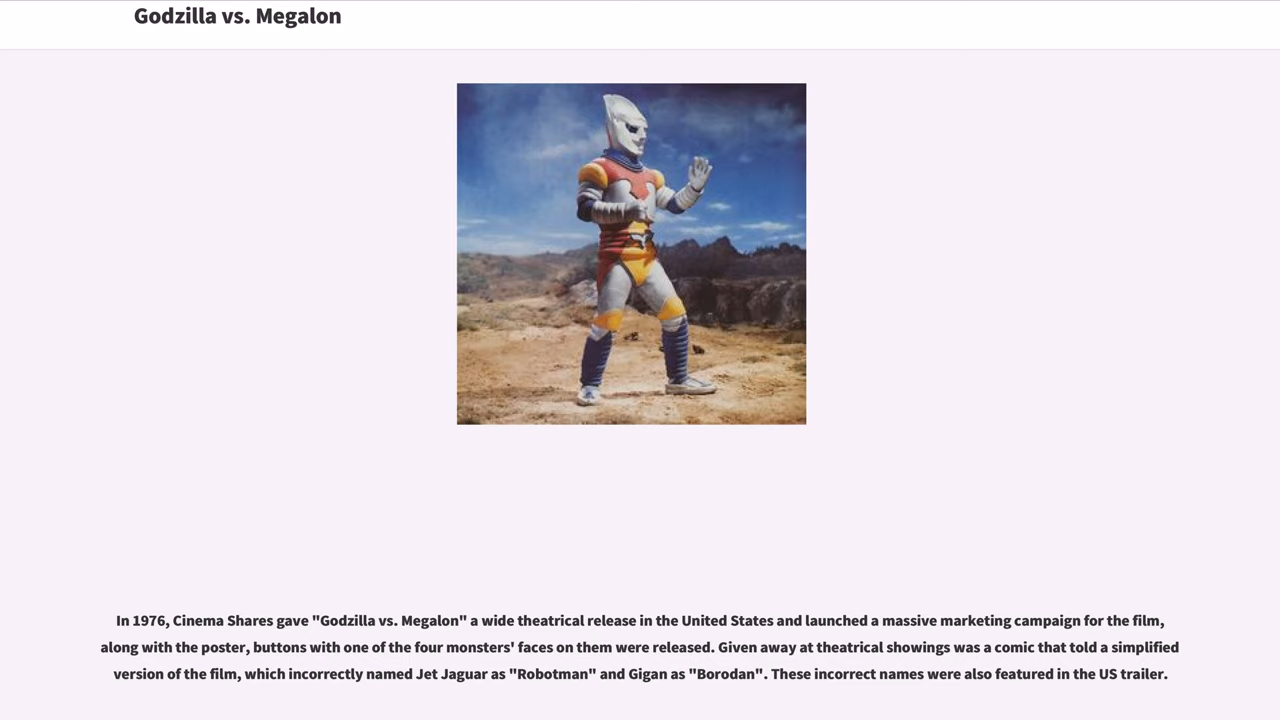 Godzilla vs. Megalon
In 1976, Cinema Shares gave "Godzilla vs. Megalon" a wide theatrical release in the United States and launched a massive marketing campaign for the film,
along with the poster, buttons with one of the four monsters' faces on them were released. Given away at theatrical showings was a comic that told a simplified
version of the film, which incorrectly named Jet Jaguar as "Robotman" and Gigan as "Borodan". These incorrect names were also featured in the US trailer.